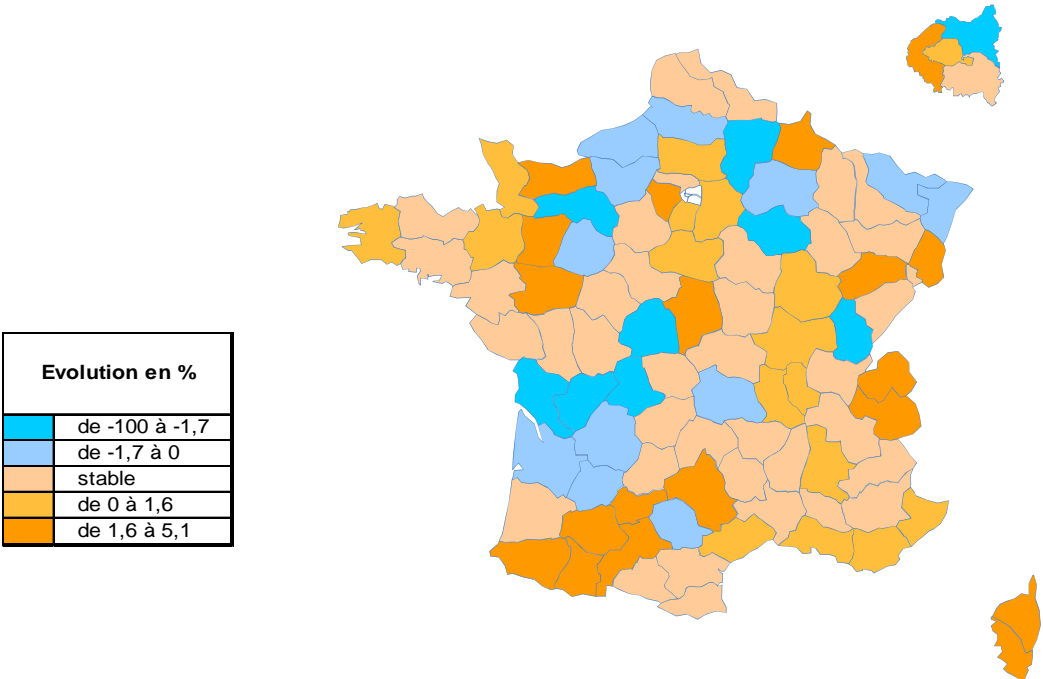 Evolution en %
de -100 à -1,7
de -1,7 à 0
stable
de 0 à 1,6
de 1,6 à 5,1